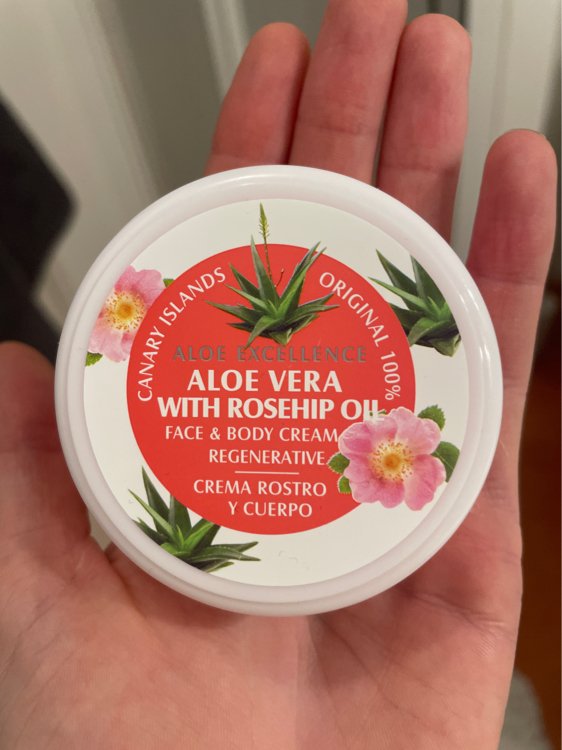 CANARY ISLANDS
ORIGINAL 100%
ALOE EXCELLENCE
ALOE VERA
WITH ROSEHIP OIL
FACE & BODY CREAM
REGENERATIVE
CREMA ROSTRO
Y CUERPO